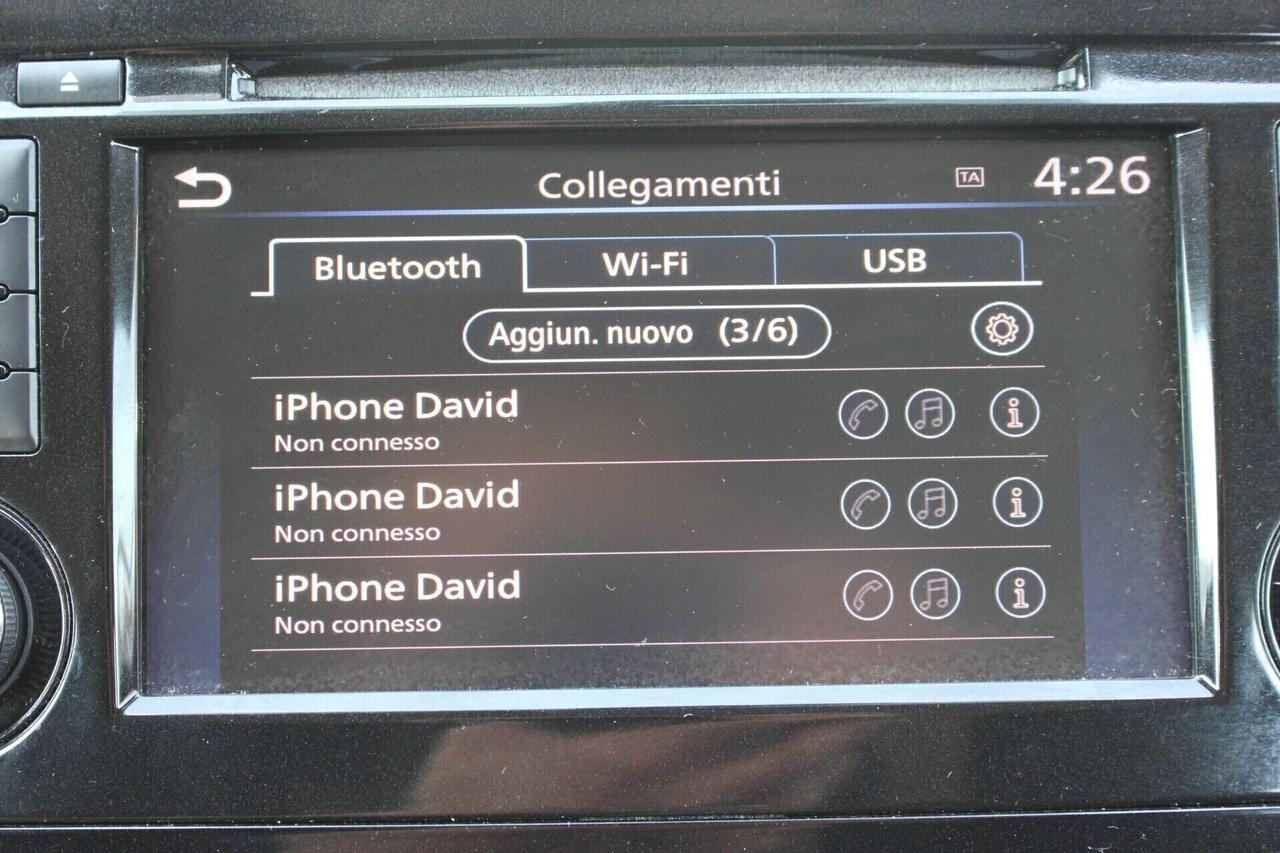 Collegamenti TA 4:26
Bluetooth Wi-Fi USB
Aggiun. nuovo (3/6)
iPhone David
Non connesso
iPhone David
Non connesso
iPhone David
Non connesso